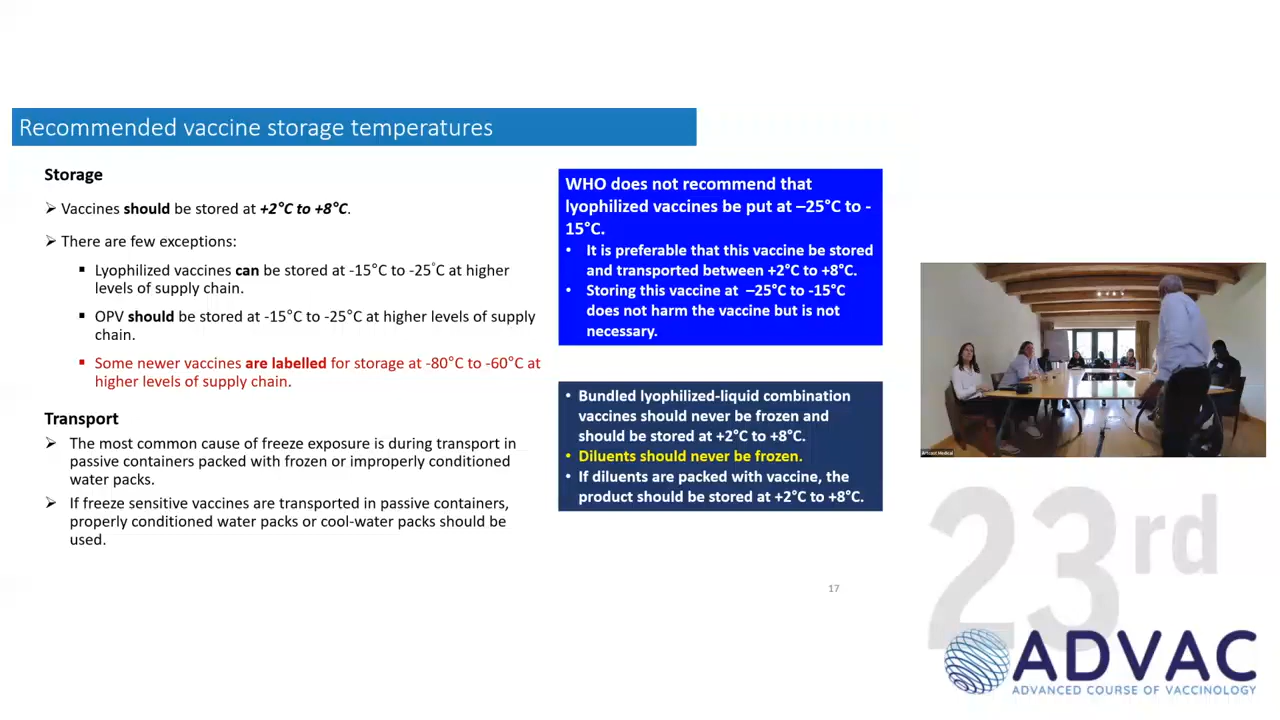 Recommended vaccine storage temperatures
Storage
➢ Vaccines should be stored at +2°C to +8°C.
➢ There are few exceptions:
▪ Lyophilized vaccines can be stored at -15°C to -25°C at higher
levels of supply chain.
▪ OPV should be stored at -15°C to -25°C at higher levels of supply
chain.
▪ Some newer vaccines are labelled for storage at -80°C to -60°C at
higher levels of supply chain.
Transport
➢ The most common cause of freeze exposure is during transport in
passive containers packed with frozen or improperly conditioned
water packs.
➢ If freeze sensitive vaccines are transported in passive containers,
properly conditioned water packs or cool-water packs should be
used.
WHO does not recommend that
lyophilized vaccines be put at –25°C to -
15°C.
• It is preferable that this vaccine be stored
and transported between +2°C to +8°C.
• Storing this vaccine at –25°C to -15°C
does not harm the vaccine but is not
necessary.
• Bundled lyophilized-liquid combination
vaccines should never be frozen and
should be stored at +2°C to +8°C.
• Diluents should never be frozen.
• If diluents are packed with vaccine, the
product should be stored at +2°C to +8°C.
17
Artcast Medical
23rd
ADVAC
ADVANCED COURSE OF VACCINOLOGY